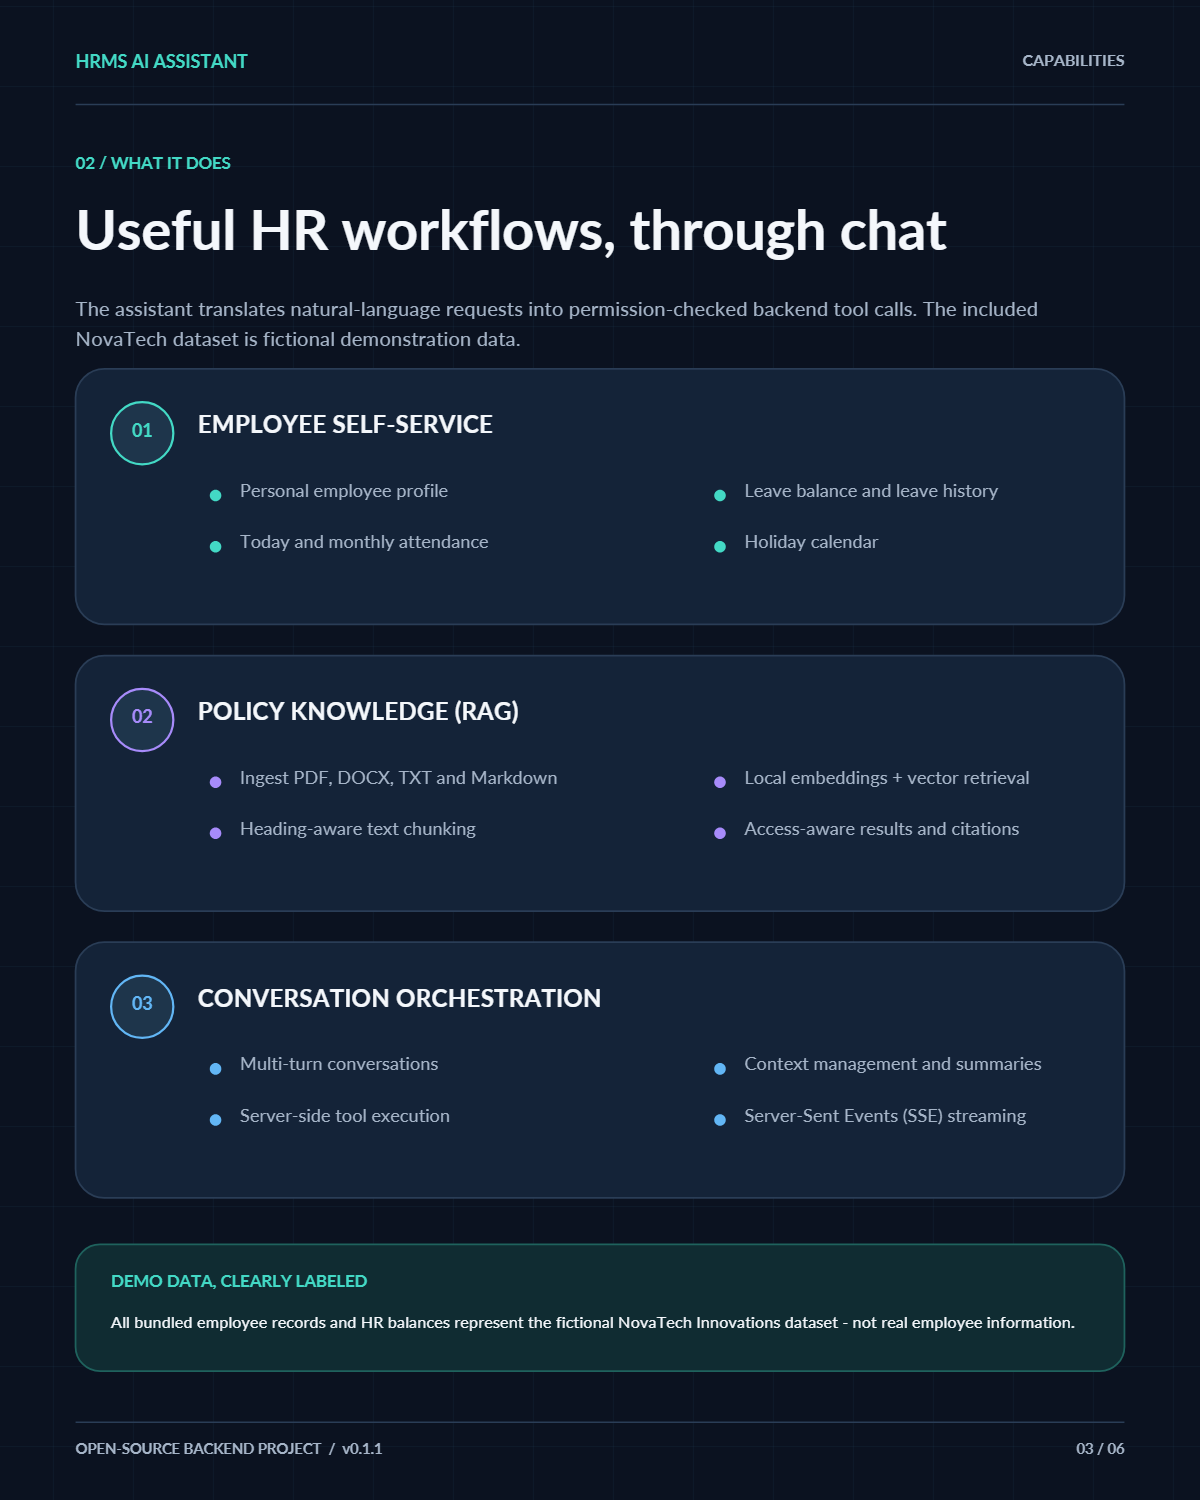 HRMS AI ASSISTANT
CAPABILITIES
02 / WHAT IT DOES
Useful HR workflows, through chat
The assistant translates natural-language requests into permission-checked backend tool calls. The included
NovaTech dataset is fictional demonstration data.
01
EMPLOYEE SELF-SERVICE
Personal employee profile
Leave balance and leave history
Today and monthly attendance
Holiday calendar
02
POLICY KNOWLEDGE (RAG)
Ingest PDF, DOCX, TXT and Markdown
Local embeddings + vector retrieval
Heading-aware text chunking
Access-aware results and citations
03
CONVERSATION ORCHESTRATION
Multi-turn conversations
Context management and summaries
Server-side tool execution
Server-Sent Events (SSE) streaming
DEMO DATA, CLEARLY LABELED
All bundled employee records and HR balances represent the fictional NovaTech Innovations dataset - not real employee information.
OPEN-SOURCE BACKEND PROJECT / v0.1.1
03 / 06